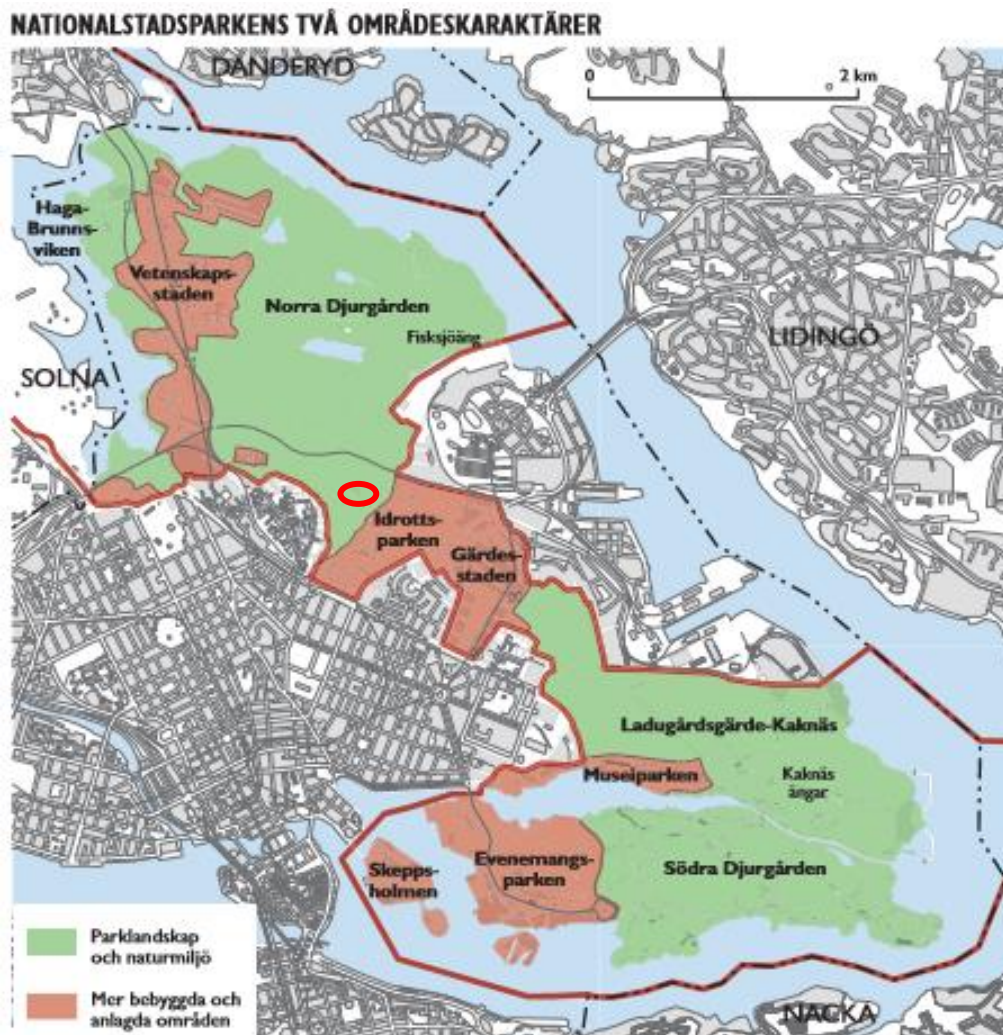 NATIONALSTADSPARKENS TVÅ OMRÅDESKARAKTÄRER
DANDERYD
0
2 km
Haga-
Brunns-
viken
Vetenskaps-
staden
Norra Djurgården
Fisksjöäng
LIDINGÖ
SOLNA
Idrotts-
parken
Gärdes-
staden
Ladugårdsgärde-Kaknäs
Museiparken
Kaknäs
ängar
Skepps-
holmen
Evenemangs-
parken
Södra Djurgården
Parklandskap
och naturmiljö
Mer bebyggda och
anlagda områden
NACKA